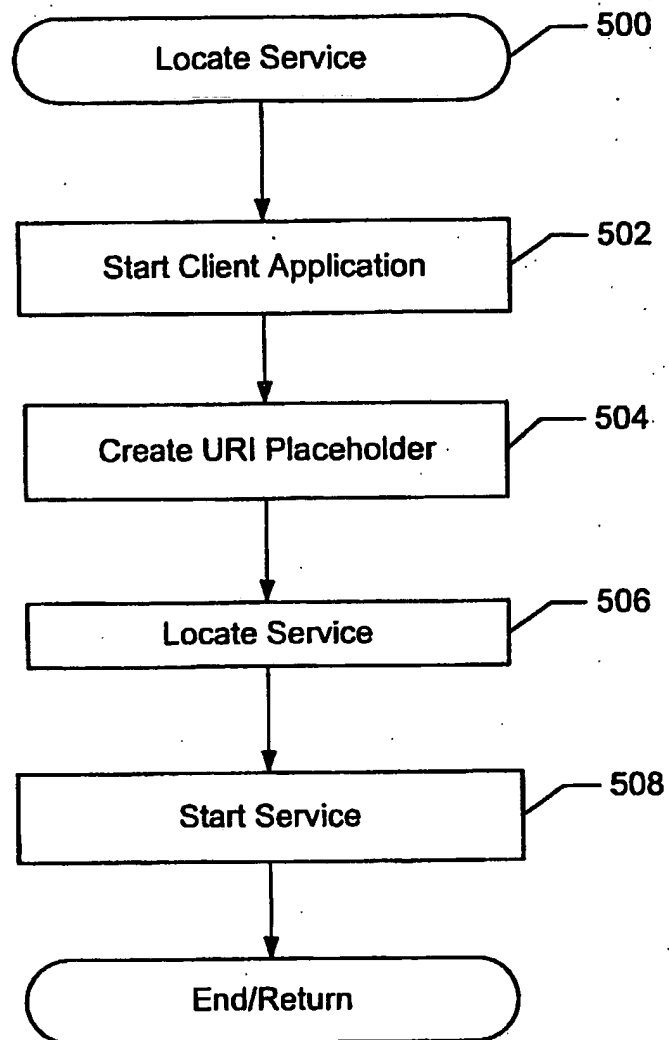 Locate Service
500
Start Client Application
502
Create URI Placeholder
504
Locate Service
506
Start Service
508
End/Return